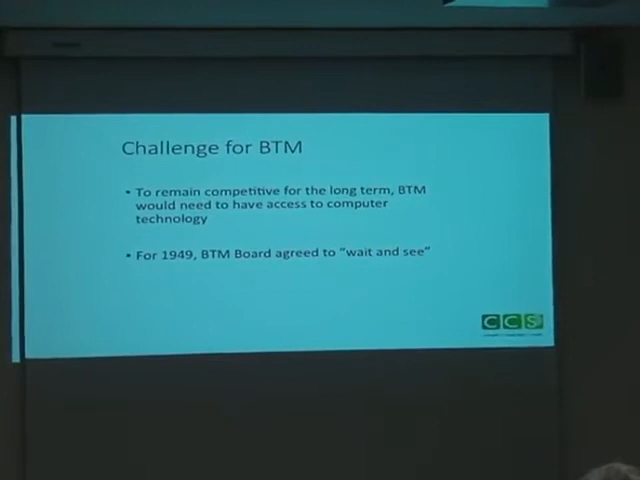 Challenge for BTM
• To remain competitive for the long term, BTM
would need to have access to computer
technology
• For 1949, BTM Board agreed to “wait and see”
CCS